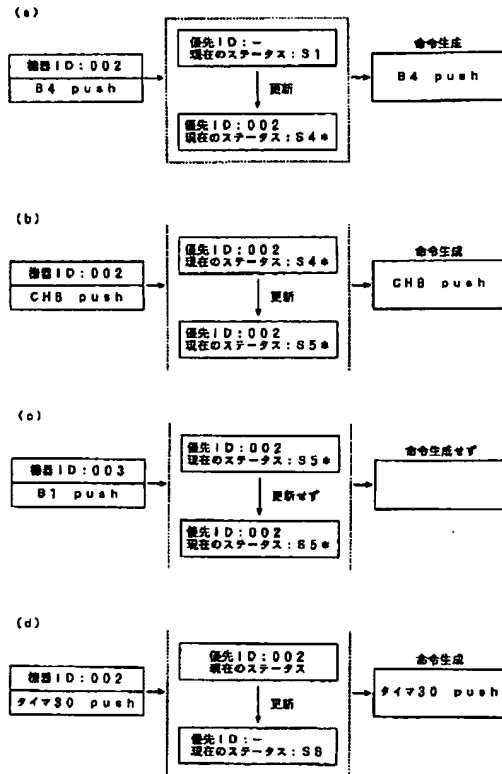 (a)
機器ID:002
B4 push
優先ID:-
現在のステータス:S1
更新
優先ID:002
現在のステータス:S4*
命令生成
B4 push
(b)
機器ID:002
CH8 push
優先ID:002
現在のステータス:S4*
更新
優先ID:002
現在のステータス:S5*
命令生成
CH8 push
(c)
機器ID:003
B1 push
優先ID:002
現在のステータス:S5*
更新せず
優先ID:002
現在のステータス:S5*
命令生成せず
(d)
機器ID:002
タイマ30 push
優先ID:002
現在のステータス
更新
優先ID:-
現在のステータス:S6
命令生成
タイマ30 push